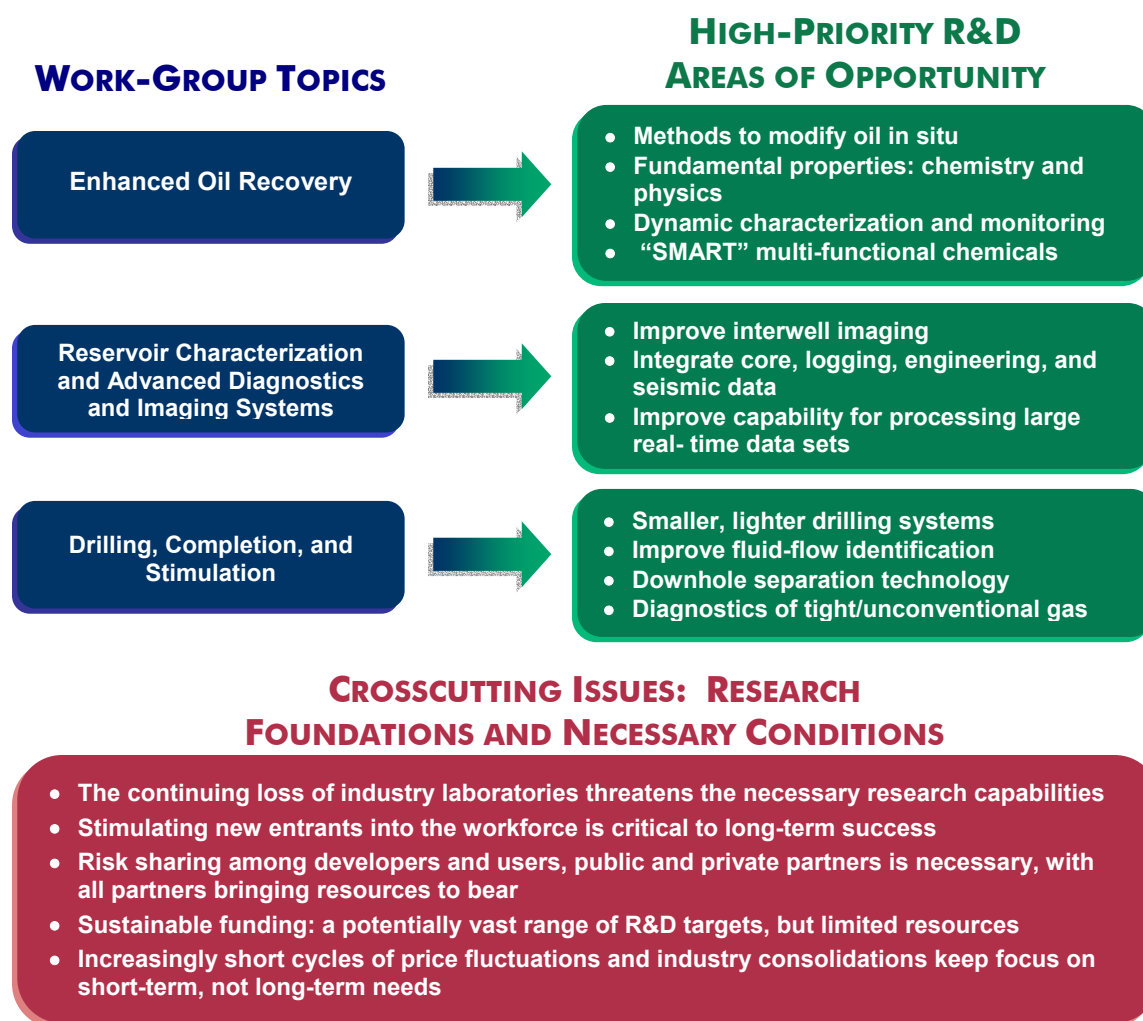 WORK-GROUP TOPICS
HIGH-PRIORITY R&D
AREAS OF OPPORTUNITY
Enhanced Oil Recovery
• Methods to modify oil in situ
• Fundamental properties: chemistry and
physics
• Dynamic characterization and monitoring
• “SMART” multi-functional chemicals
Reservoir Characterization
and Advanced Diagnostics
and Imaging Systems
• Improve interwell imaging
• Integrate core, logging, engineering, and
seismic data
• Improve capability for processing large
real- time data sets
Drilling, Completion, and
Stimulation
• Smaller, lighter drilling systems
• Improve fluid-flow identification
• Downhole separation technology
• Diagnostics of tight/unconventional gas
CROSSCUTTING ISSUES: RESEARCH
FOUNDATIONS AND NECESSARY CONDITIONS
• The continuing loss of industry laboratories threatens the necessary research capabilities
• Stimulating new entrants into the workforce is critical to long-term success
• Risk sharing among developers and users, public and private partners is necessary, with
all partners bringing resources to bear
• Sustainable funding: a potentially vast range of R&D targets, but limited resources
• Increasingly short cycles of price fluctuations and industry consolidations keep focus on
short-term, not long-term needs